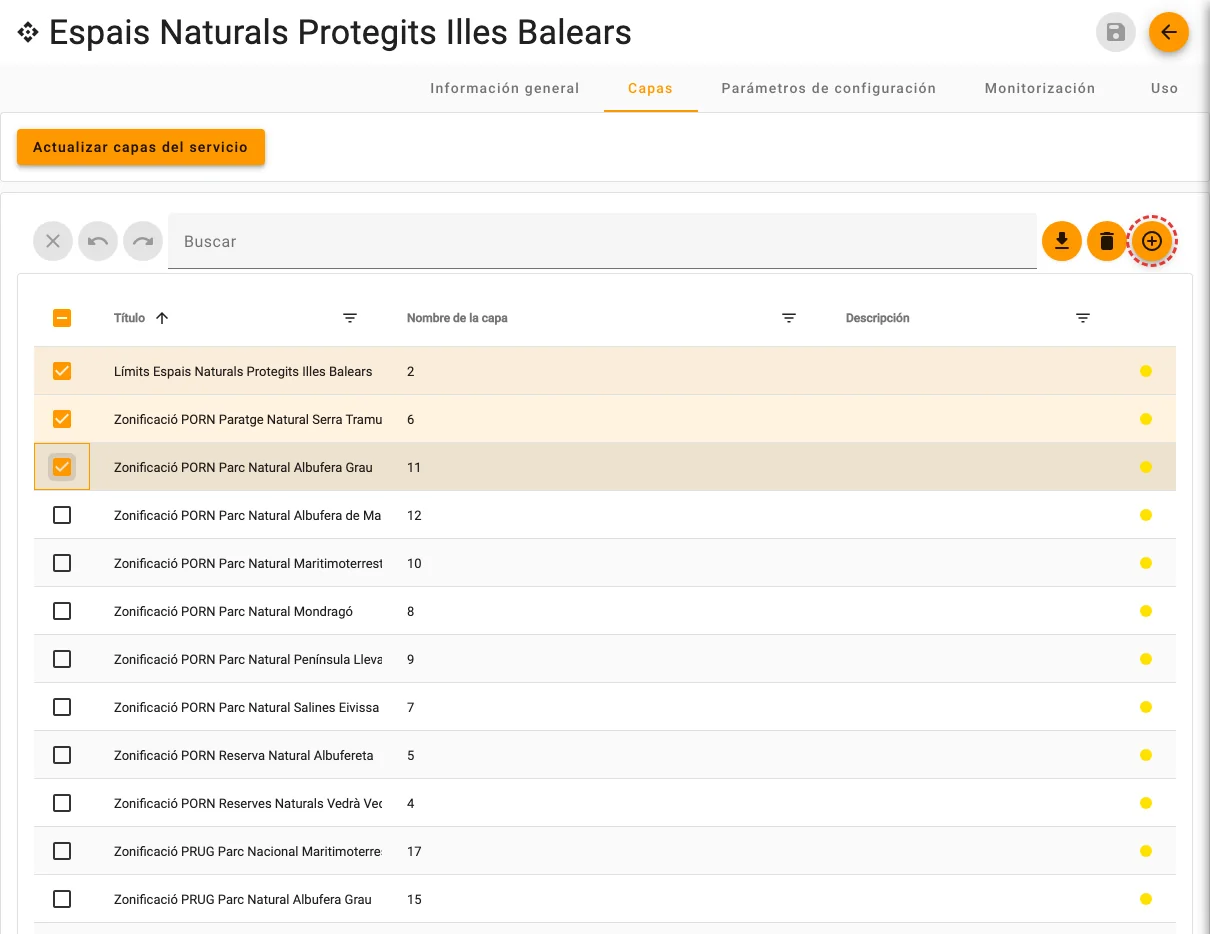 Espais Naturals Protegits Illes Balears
Información general Capas Parámetros de configuración Monitorización Uso
Actualizar capas del servicio
Buscar
Título Nombre de la capa Descripción
Límits Espais Naturals Protegits Illes Balears 2
Zonificació PORN Paratge Natural Serra Tramu 6
Zonificació PORN Parc Natural Albufera Grau 11
Zonificació PORN Parc Natural Albufera de Ma 12
Zonificació PORN Parc Natural Maritimoterrest 10
Zonificació PORN Parc Natural Mondragó 8
Zonificació PORN Parc Natural Península Lleva 9
Zonificació PORN Parc Natural Salines Eivissa 7
Zonificació PORN Reserva Natural Albufereta 5
Zonificació PORN Reserves Naturals Vedrà Ved 4
Zonificació PRUG Parc Nacional Maritimoterre 17
Zonificació PRUG Parc Natural Albufera Grau 15